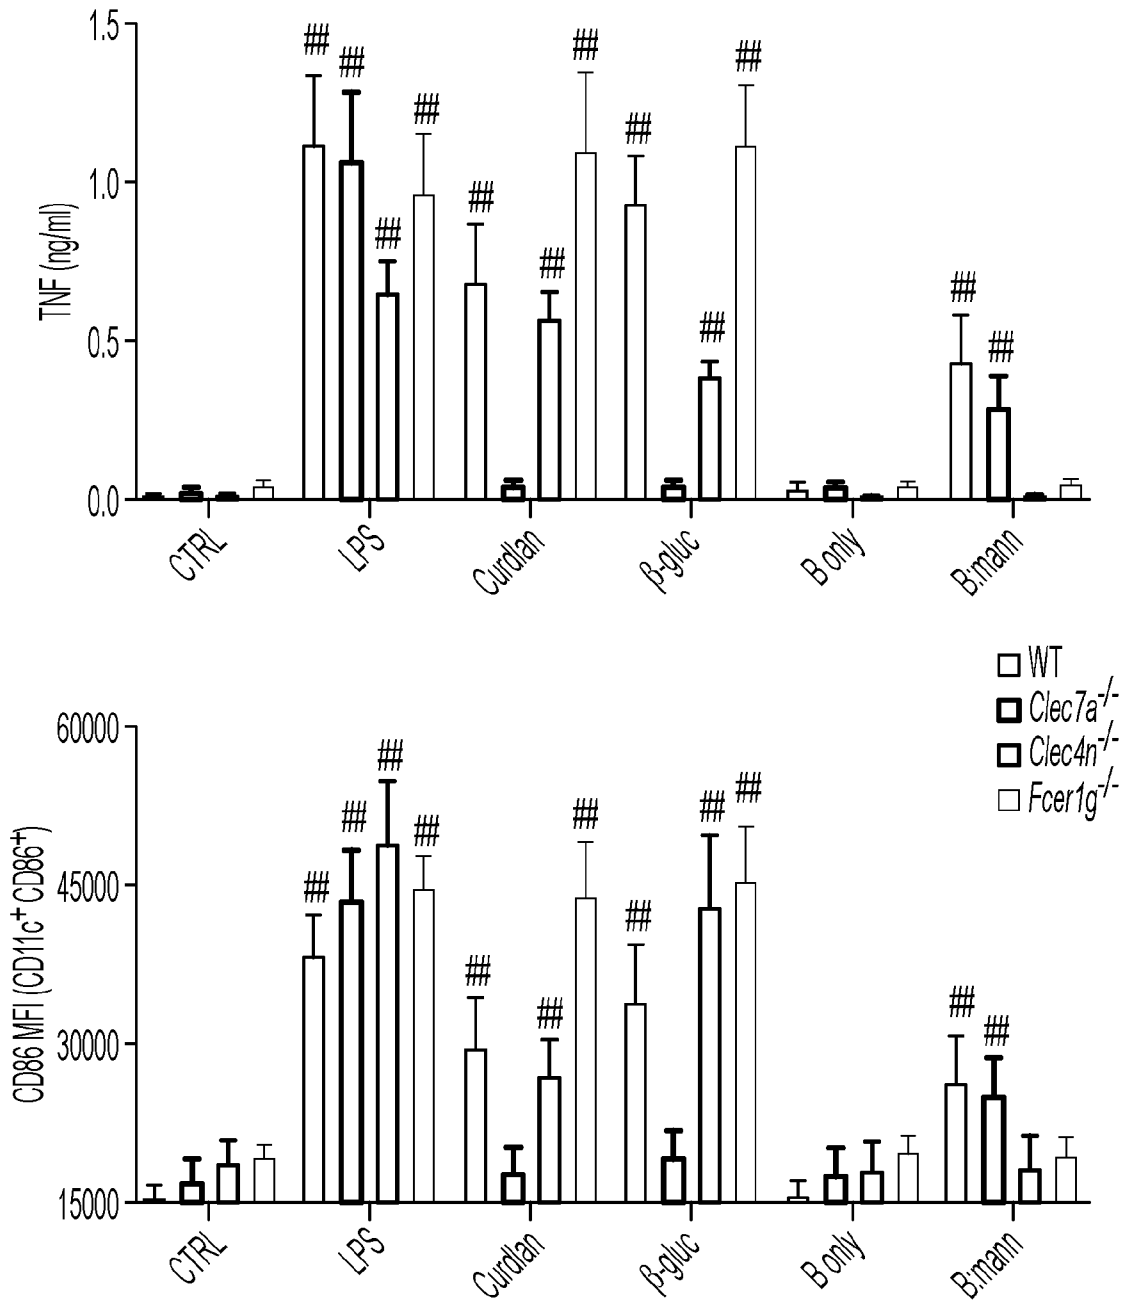 1.5
1.0
0.5
0.0
TNF (ng/ml)
## ## ## ##
## ## ##
## ## ##
## ##
CTRL
LPS
Curdlan
β-gluc
B only
B:mann
WT
Clec7a-/-
Clec4n-/-
Fcer1g-/-
60000
45000
30000
15000
CD86 MFI (CD11c+ CD86+)
## ## ## ##
## ## ##
## ## ##
## ##
CTRL
LPS
Curdlan
β-gluc
B only
B:mann